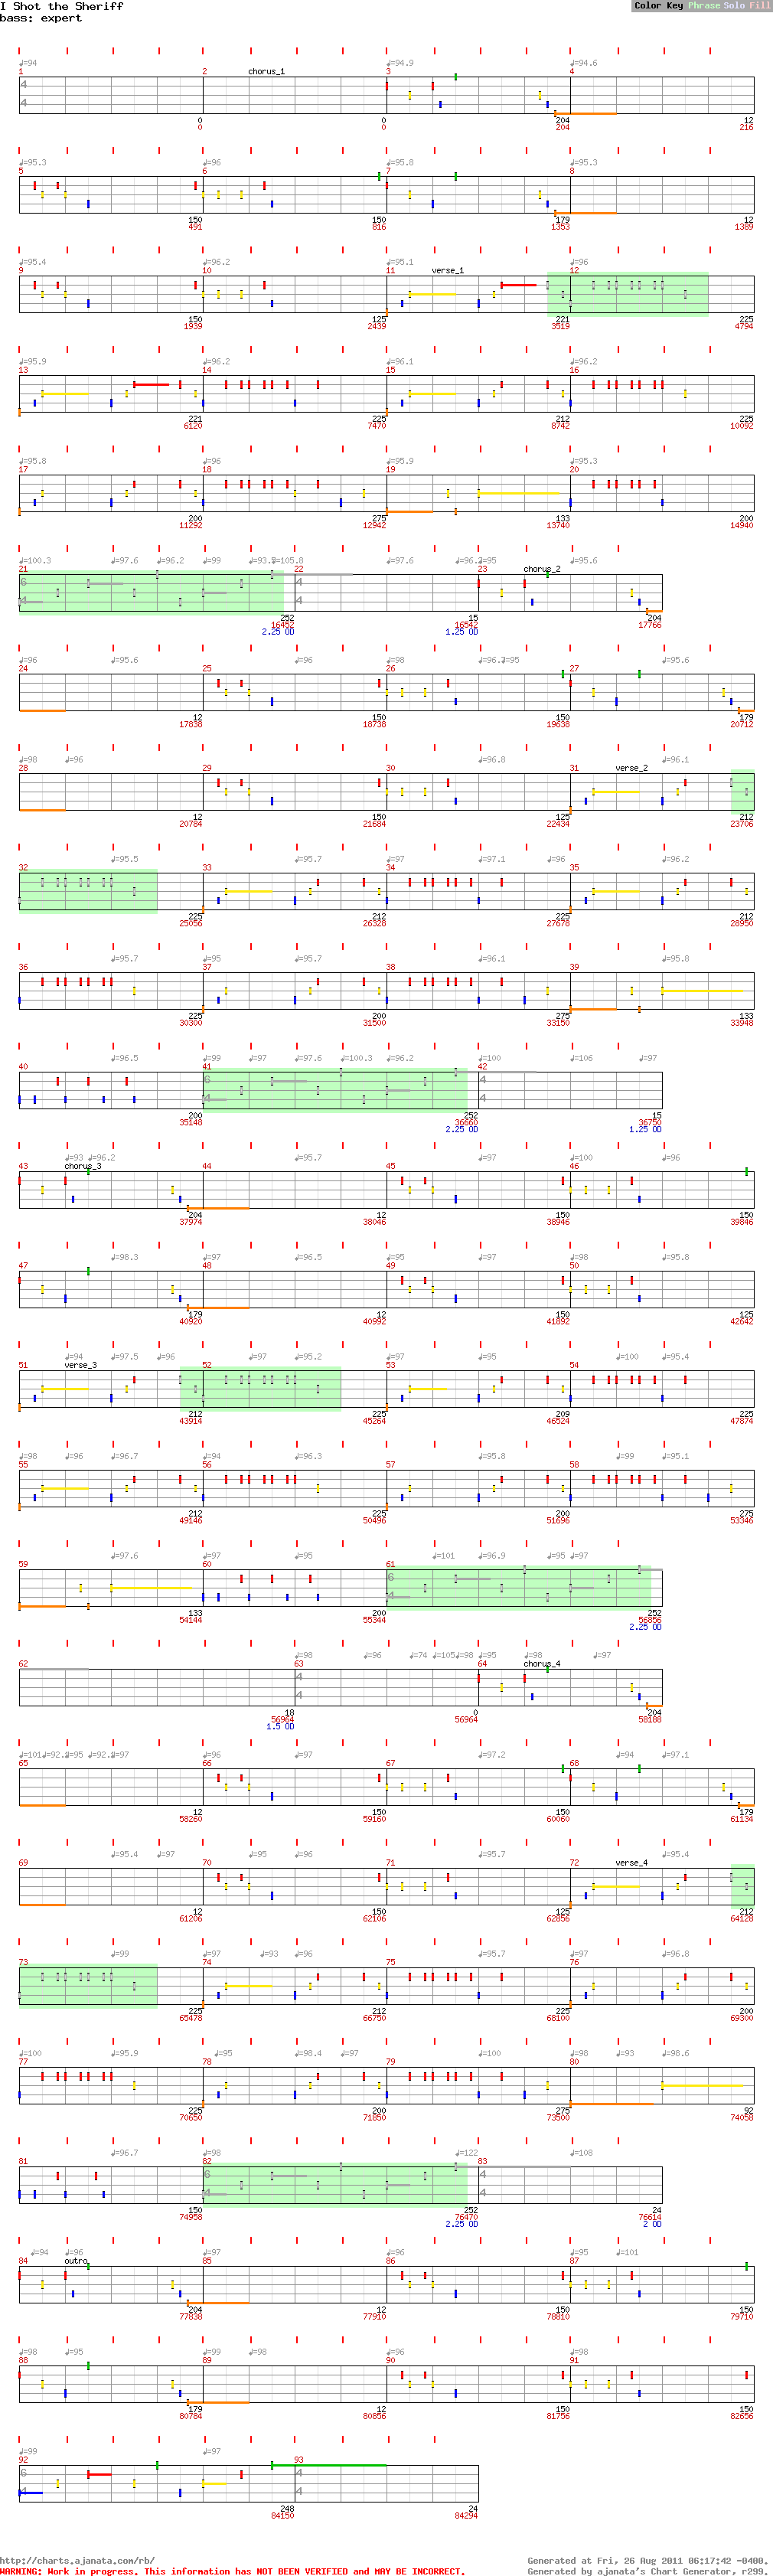 I Shot the Sheriff
bass: expert
Color Key Phrase Solo Fill
♩=94 ♩=94.9 ♩=94.6
1 2 chorus_1 3 4
4
4
0 0 204 12
0 0 204 216
♩=95.3 ♩=96 ♩=95.8 ♩=95.3
5 6 7 8
150 150 179 12
491 816 1353 1389
♩=95.4 ♩=96.2 ♩=95.1 ♩=96
9 10 11 verse_1 12
150 125 221 225
1939 2439 3519 4794
♩=95.9 ♩=96.2 ♩=96.1 ♩=96.2
13 14 15 16
221 225 212 225
6120 7470 8742 10092
♩=95.8 ♩=96 ♩=95.9 ♩=95.3
17 18 19 20
200 275 133 200
11292 12942 13740 14940
♩=100.3 ♩=97.6 ♩=96.2 ♩=99 ♩=105.8 ♩=97.6 ♩=95 ♩=95.6
21 22 23 chorus_2
6 4
4 4
252 15 204
16452 16542 17766
2.25 OD 1.25 OD
♩=96 ♩=95.6 ♩=96 ♩=98 ♩=95 ♩=95.6
24 25 26 27
12 150 150 179
17838 18738 19638 20712
♩=98 ♩=96 ♩=96.8 ♩=96.1
28 29 30 31 verse_2
12 150 125 212
20784 21684 22434 23706
♩=95.5 ♩=95.7 ♩=97 ♩=97.1 ♩=96 ♩=96.2
32 33 34 35
225 212 225 212
25056 26328 27678 28950
♩=95.7 ♩=95 ♩=95.7 ♩=96.1 ♩=95.8
36 37 38 39
225 200 275 133
30300 31500 33150 33948
♩=96.5 ♩=99 ♩=97 ♩=97.6 ♩=100.3 ♩=96.2 ♩=100 ♩=106 ♩=97
40 41 42
6 4
4 4
200 252 15
35148 36660 36750
2.25 OD 1.25 OD
♩=93 ♩=96.2 ♩=95.7 ♩=97 ♩=100 ♩=96
43 chorus_3 44 45 46
204 12 150 150
37974 38046 38946 39846
♩=98.3 ♩=97 ♩=96.5 ♩=95 ♩=97 ♩=98 ♩=95.8
47 48 49 50
179 12 150 125
40920 40992 41892 42642
♩=94 ♩=97.5 ♩=96 ♩=97 ♩=95.2 ♩=97 ♩=95 ♩=100 ♩=95.4
51 verse_3 52 53 54
212 225 209 225
43914 45264 46524 47874
♩=98 ♩=96 ♩=96.7 ♩=94 ♩=96.3 ♩=95.8 ♩=99 ♩=95.1
55 56 57 58
212 225 200 275
49146 50496 51696 53346
♩=97.6 ♩=97 ♩=95 ♩=101 ♩=96.9 ♩=95 ♩=97
59 60 61
6
4
133 200 252
54144 55344 56856
2.25 OD
♩=98 ♩=96 ♩=74 ♩=105 ♩=98 ♩=95 ♩=98 ♩=97
62 63 64 chorus_4
4
4
18 0 204
56964 56964 58188
1.5 OD
♩=101 ♩=95 ♩=97 ♩=96 ♩=97 ♩=97.2 ♩=94 ♩=97.1
65 66 67 68
12 150 150 179
58260 59160 60060 61134
♩=95.4 ♩=97 ♩=95 ♩=96 ♩=95.7 ♩=95.4
69 70 71 72 verse_4
12 150 125 212
61206 62106 62856 64128
♩=99 ♩=97 ♩=93 ♩=96 ♩=95.7 ♩=97 ♩=96.8
73 74 75 76
225 212 225 200
65478 66750 68100 69300
♩=100 ♩=95.9 ♩=95 ♩=98.4 ♩=97 ♩=100 ♩=98 ♩=93 ♩=98.6
77 78 79 80
225 200 275 92
70650 71850 73500 74058
♩=96.7 ♩=98 ♩=122 ♩=108
81 82 83
6 4
4 4
150 252 24
74958 76470 76614
2.25 OD 2 OD
♩=94 ♩=96 ♩=97 ♩=96 ♩=95 ♩=101
84 outro 85 86 87
204 12 150 150
77838 77910 78810 79710
♩=98 ♩=95 ♩=99 ♩=98 ♩=96 ♩=98
88 89 90 91
179 12 150 150
80784 80856 81756 82656
♩=99 ♩=97
92 93
6 4
4 4
248 24
84150 84294
http://charts.ajanata.com/rb/
Generated at Fri, 26 Aug 2011 06:17:42 -0400.
WARNING: Work in progress. This information has NOT BEEN VERIFIED and MAY BE INCORRECT.
Generated by ajanata's Chart Generator, r299.